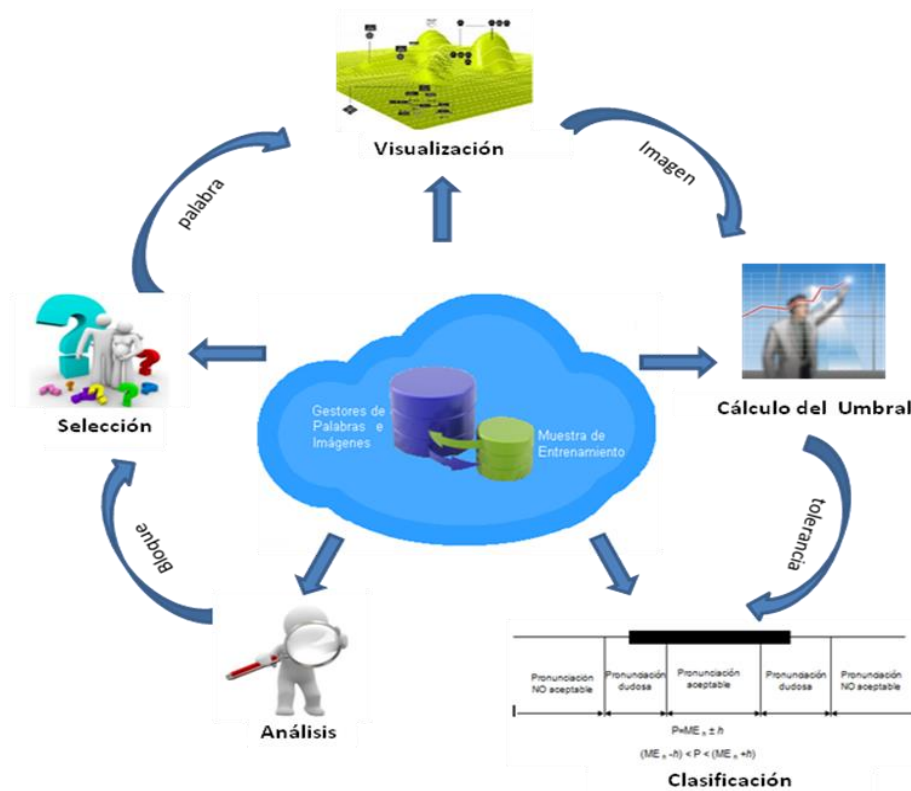 Visualización
palabra
Imagen
Selección
Gestores de
Palabras e
Imágenes
Muestra de
Entrenamiento
Cálculo del Umbral
Bloque
tolerancia
Análisis
Pronunciación
NO aceptable
Pronunciación
dudosa
Pronunciación
aceptable
Pronunciación
dudosa
Pronunciación
NO aceptable
P=ME n ± h
(ME n -h) < P < (ME n +h)
Clasificación